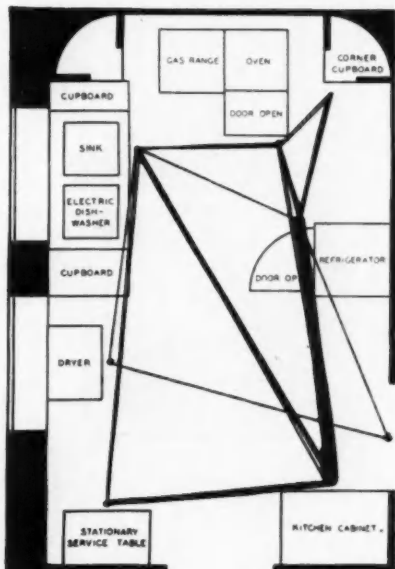 GAS RANGE
OVEN
CORNER
CUPBOARD
CUPBOARD
DOOR OPEN
SINK
ELECTRIC
DISH-
WASHER
REFRIGERATOR
CUPBOARD
DOOR OP
DRYER
STATIONARY
SERVICE TABLE
KITCHEN CABINET